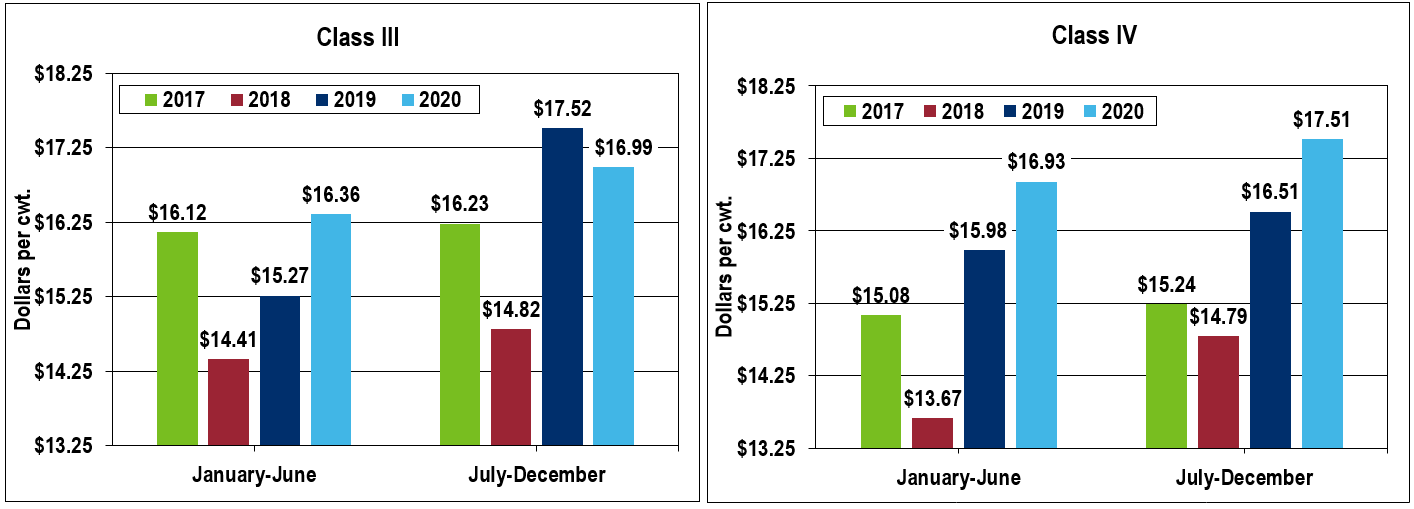 Class III
$18.25
$17.25
$16.25
$15.25
$14.25
$13.25
Dollars per cwt.
2017 2018 2019 2020
$16.12
$14.41
$15.27
$16.36
$16.23
$14.82
$17.52
$16.99
January-June
July-December
Class IV
$18.25
$17.25
$16.25
$15.25
$14.25
$13.25
Dollars per cwt.
2017 2018 2019 2020
$15.08
$13.67
$15.98
$16.93
$15.24
$14.79
$16.51
$17.51
January-June
July-December